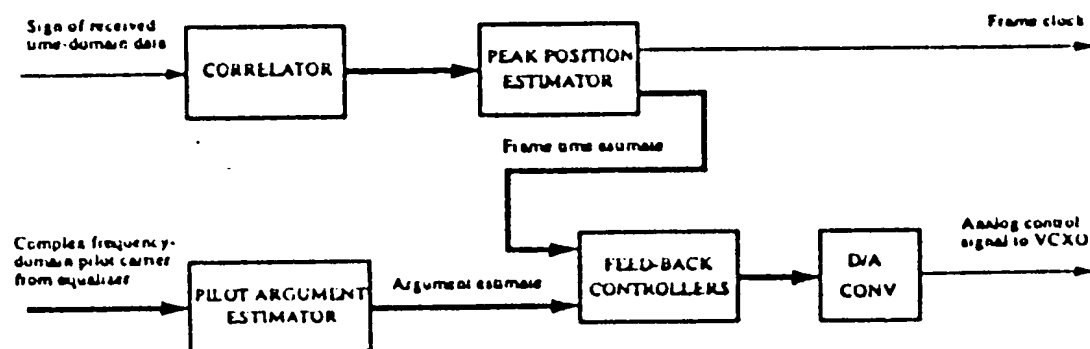 Sign of received
time-domain data
CORRELATOR
PEAK POSITION
ESTIMATOR
Frame clock
Frame time estimate
Complex frequency-
domain pilot carrier
from equaliser
PILOT ARGUMENT
ESTIMATOR
Argument estimate
FEED-BACK
CONTROLLERS
D/A
CONV
Analog control
signal to VCXO